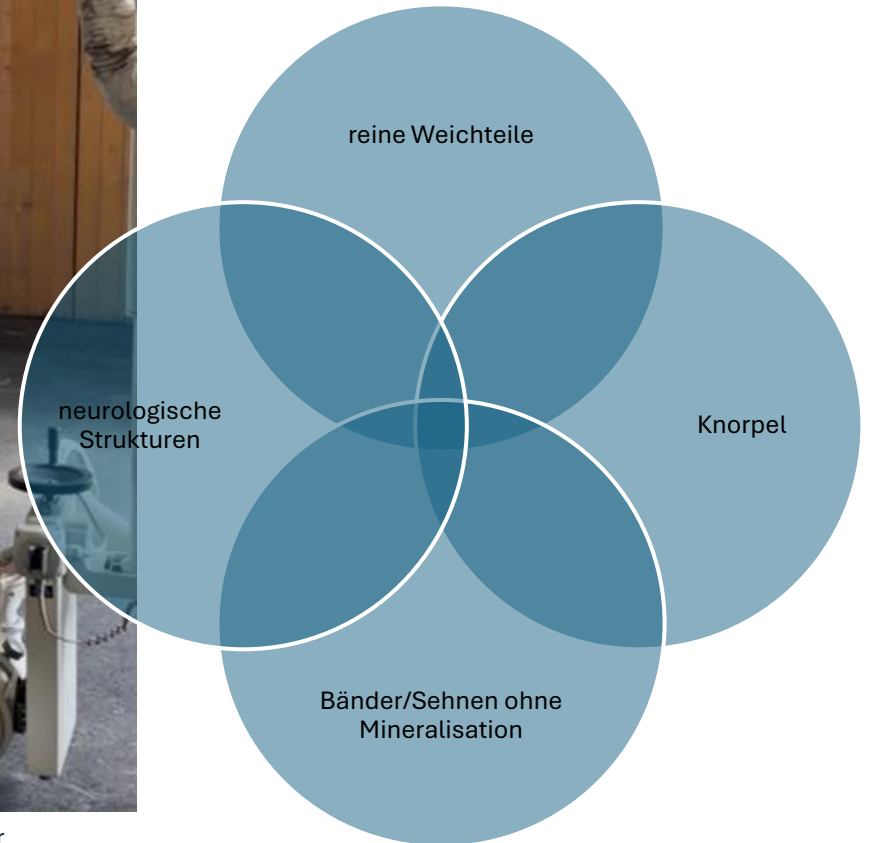 reine Weichteile
neurologische
Strukturen
Knorpel
Bänder/Sehnen ohne
Mineralisation